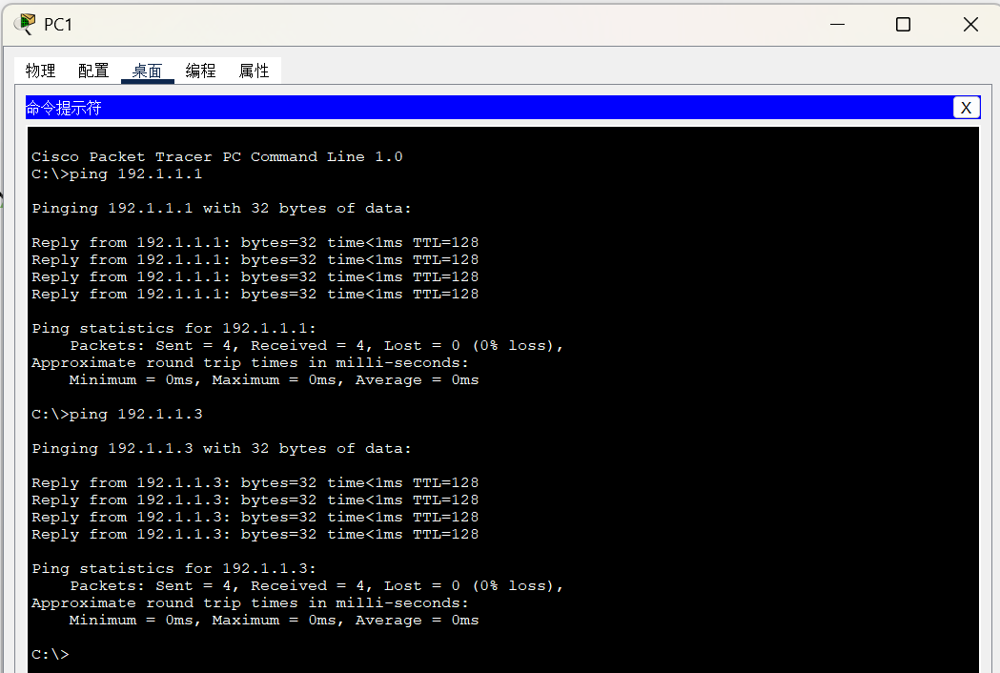 PC1
物理 配置 桌面 编程 属性
命令提示符 X
Cisco Packet Tracer PC Command Line 1.0
C:\>ping 192.1.1.1
Pinging 192.1.1.1 with 32 bytes of data:
Reply from 192.1.1.1: bytes=32 time<1ms TTL=128
Reply from 192.1.1.1: bytes=32 time<1ms TTL=128
Reply from 192.1.1.1: bytes=32 time<1ms TTL=128
Reply from 192.1.1.1: bytes=32 time<1ms TTL=128
Ping statistics for 192.1.1.1:
Packets: Sent = 4, Received = 4, Lost = 0 (0% loss),
Approximate round trip times in milli-seconds:
Minimum = 0ms, Maximum = 0ms, Average = 0ms
C:\>ping 192.1.1.3
Pinging 192.1.1.3 with 32 bytes of data:
Reply from 192.1.1.3: bytes=32 time<1ms TTL=128
Reply from 192.1.1.3: bytes=32 time<1ms TTL=128
Reply from 192.1.1.3: bytes=32 time<1ms TTL=128
Reply from 192.1.1.3: bytes=32 time<1ms TTL=128
Ping statistics for 192.1.1.3:
Packets: Sent = 4, Received = 4, Lost = 0 (0% loss),
Approximate round trip times in milli-seconds:
Minimum = 0ms, Maximum = 0ms, Average = 0ms
C:\>